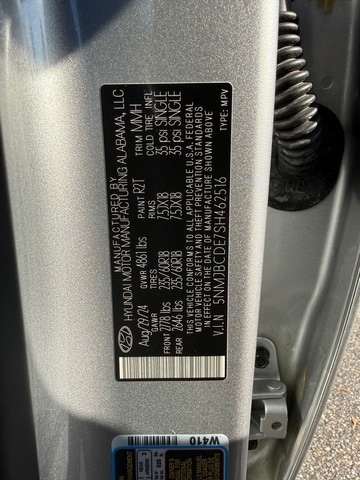 MANUFACTURED BY
HYUNDAI MOTOR MANUFACTURING ALABAMA, LLC
Aug/29/24 GVWR 4861 lbs PAINT R2T TRIM MMH
GAWR TIRES RIMS COLD TIRE INFL
FRONT 2778 lbs 235/60R18 7.5JX18 35 psi SINGLE
REAR 2646 lbs 235/60R18 7.5JX18 35 psi SINGLE
THIS VEHICLE CONFORMS TO ALL APPLICABLE U.S.A. FEDERAL
MOTOR VEHICLE SAFETY, BUMPER, AND THEFT PREVENTION STANDARDS
IN EFFECT ON THE DATE OF MANUFACTURE SHOWN ABOVE
V.I.N 5NMJBCDE7SH462516 TYPE: MPV
W410